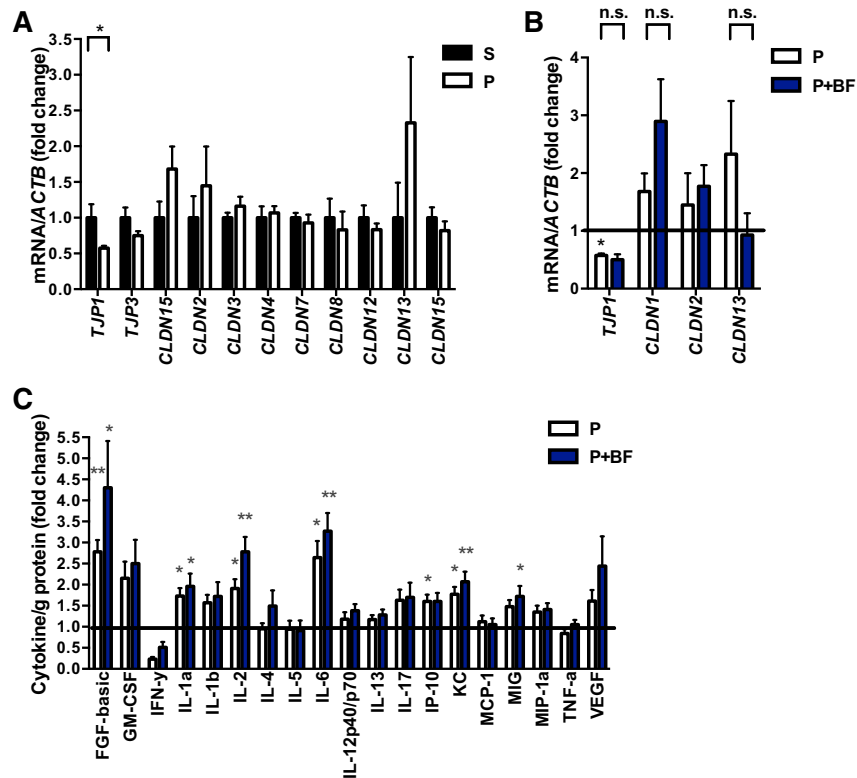 A
mRNA/ACTB (fold change)
3.5
3.0
2.5
2.0
1.5
1.0
0.5
0.0
*
S
P
TJP1
TJP3
CLDN15
CLDN2
CLDN3
CLDN4
CLDN7
CLDN8
CLDN12
CLDN13
CLDN15
B
n.s. n.s. n.s.
mRNA/ACTB (fold change)
4
3
2
1
0
*
P
P+BF
TJP1
CLDN1
CLDN2
CLDN13
C
Cytokine/g protein (fold change)
5.5
5.0
4.5
4.0
3.5
3.0
2.5
2.0
1.5
1.0
0.5
0.0
** * * * * ** * ** * * ** *
P
P+BF
FGF-basic
GM-CSF
IFN-y
IL-1a
IL-1b
IL-2
IL-4
IL-5
IL-6
IL-12p40/p70
IL-13
IL-17
IP-10
KC
MCP-1
MIG
MIP-1a
TNF-a
VEGF